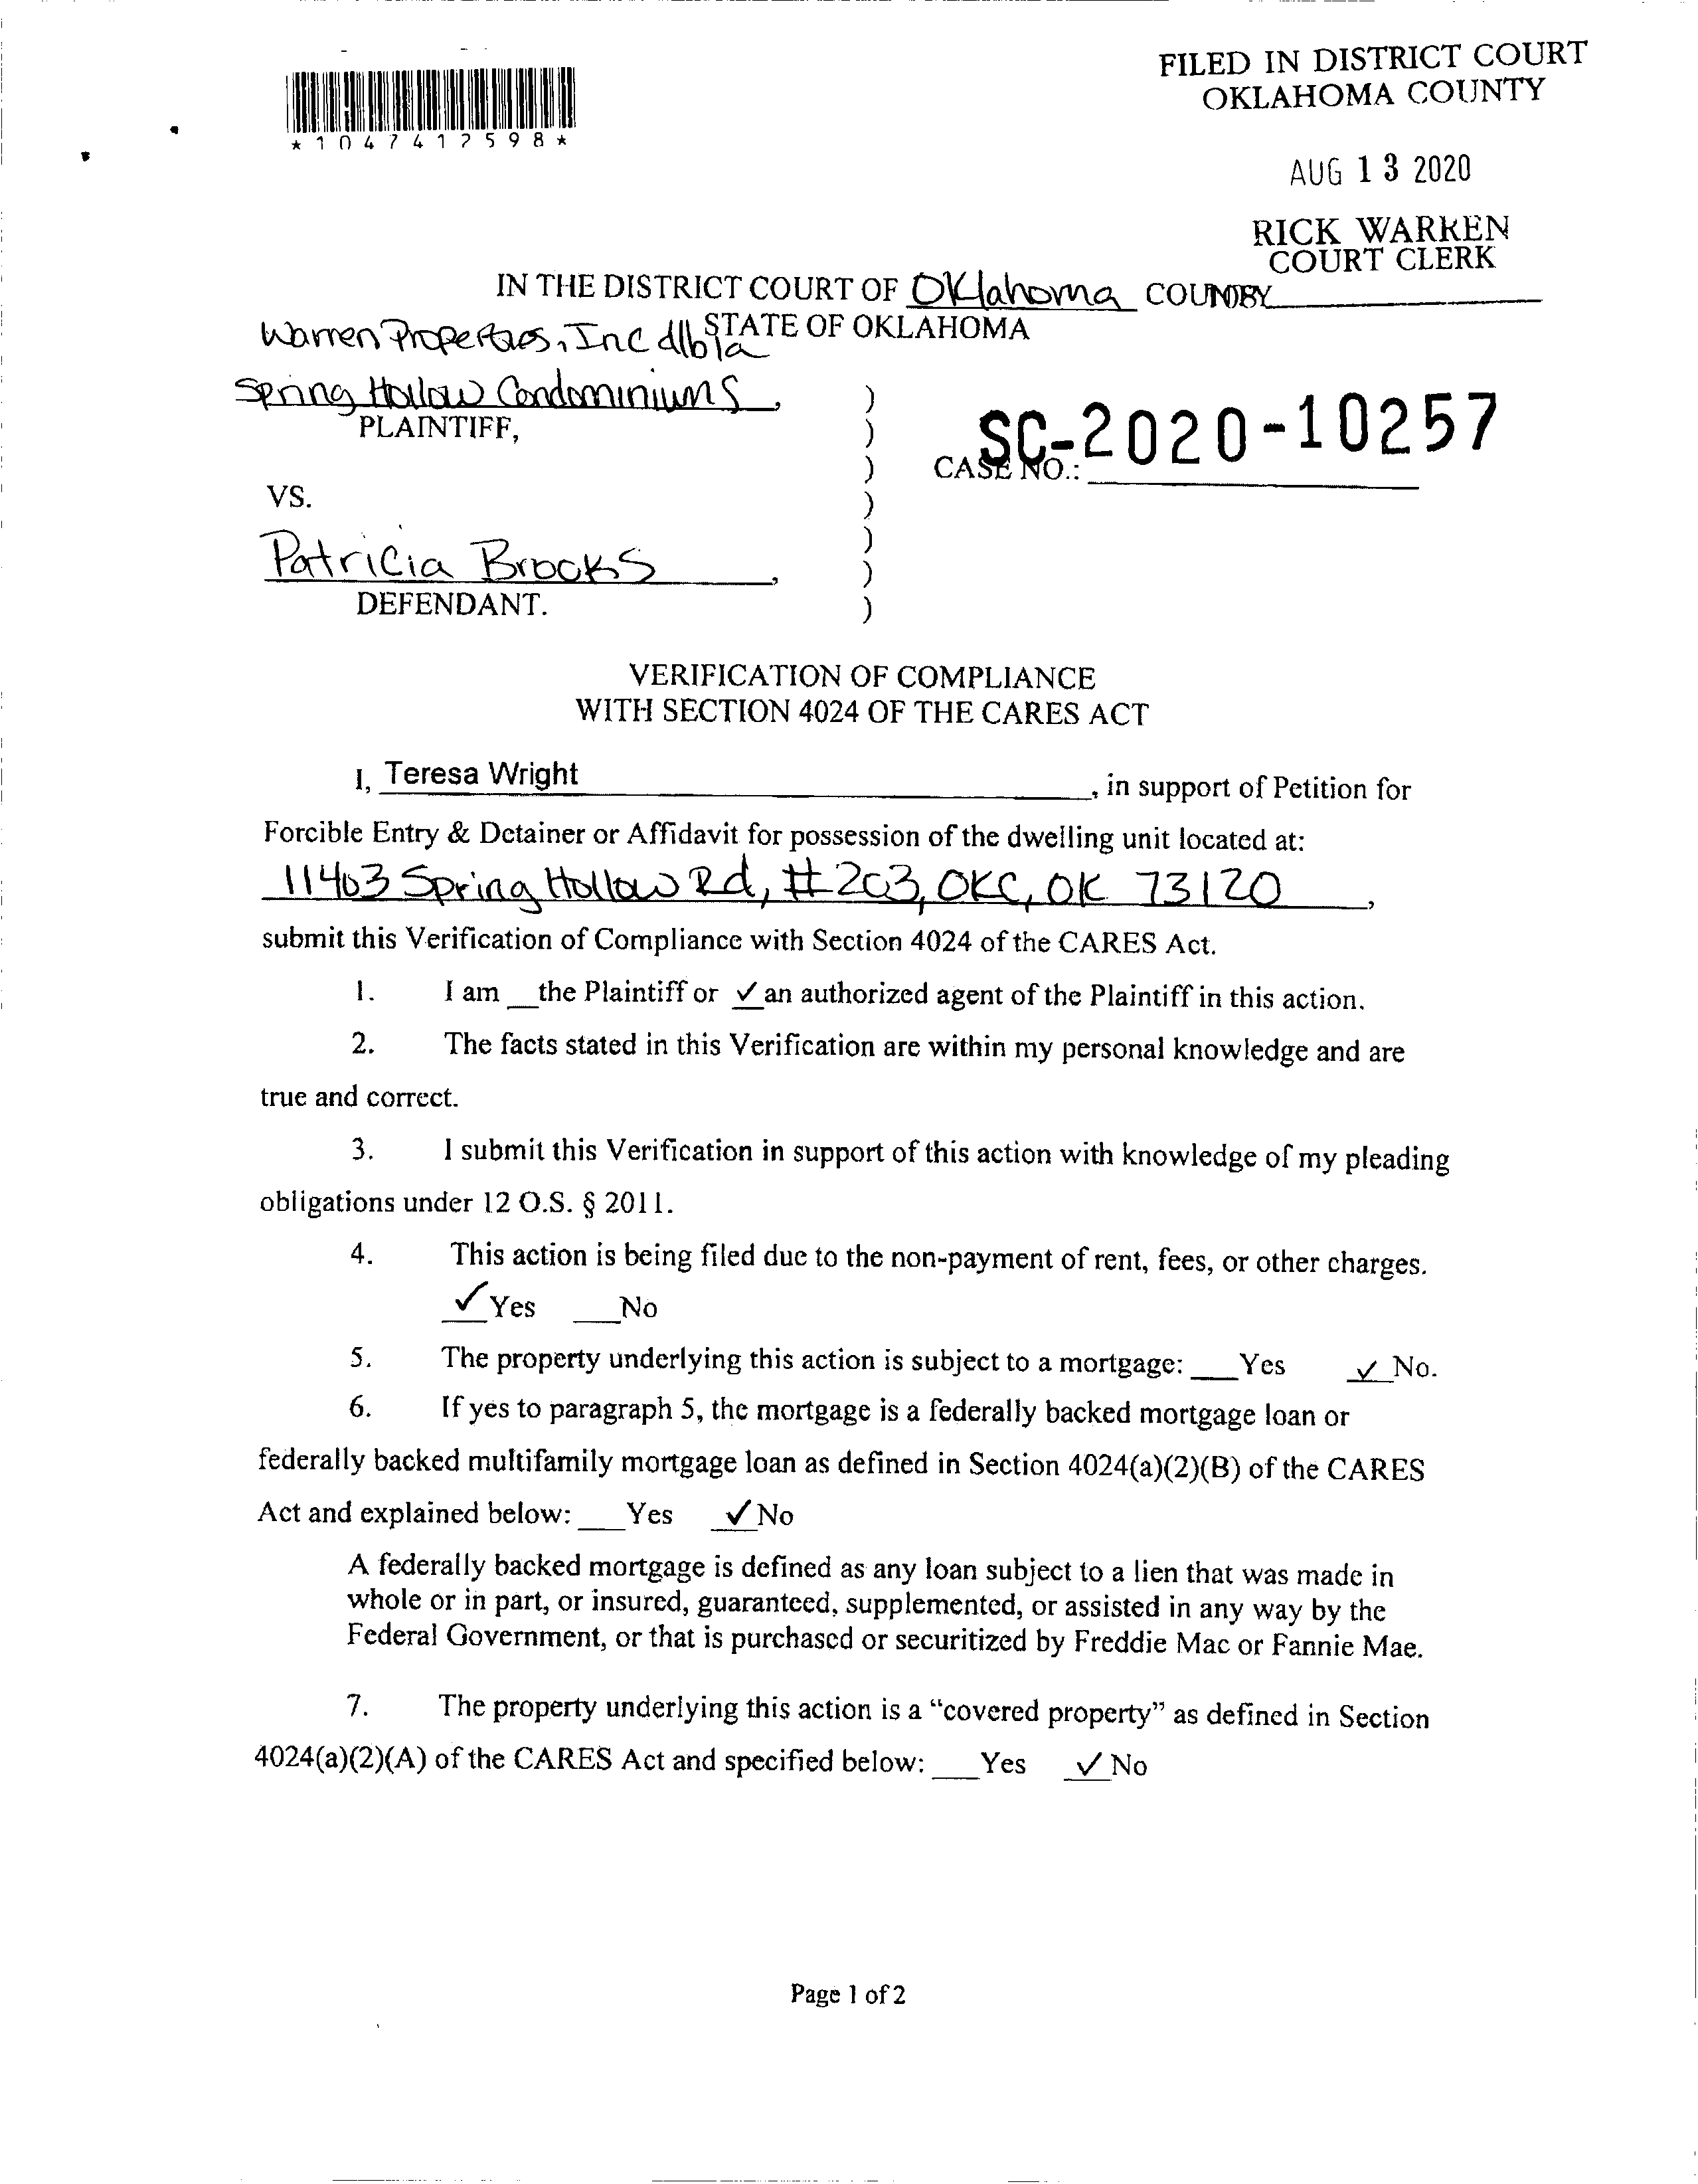 FILED IN DISTRICT COURT
OKLAHOMA COUNTY
*1047412598*
AUG 13 2020
RICK WARREN
COURT CLERK
IN THE DISTRICT COURT OF Oklahoma COUNTY
STATE OF OKLAHOMA
Warren Properties, Inc d/b/a
Spring Hollow Condominiums,
PLAINTIFF,
SC-2020-10257
CASE NO.:
VS.
Patricia Brooks,
DEFENDANT.
)
)
)
)
)
)
)
VERIFICATION OF COMPLIANCE
WITH SECTION 4024 OF THE CARES ACT
I, Teresa Wright, in support of Petition for
Forcible Entry & Detainer or Affidavit for possession of the dwelling unit located at:
11403 Spring Hollow Rd, #203, OKC, OK 73120,
submit this Verification of Compliance with Section 4024 of the CARES Act.
1. I am __the Plaintiff or ✓ an authorized agent of the Plaintiff in this action.
2. The facts stated in this Verification are within my personal knowledge and are
true and correct.
3. I submit this Verification in support of this action with knowledge of my pleading
obligations under 12 O.S. § 2011.
4. This action is being filed due to the non-payment of rent, fees, or other charges.
✓ Yes ___No
5. The property underlying this action is subject to a mortgage: ___Yes ✓ No.
6. If yes to paragraph 5, the mortgage is a federally backed mortgage loan or
federally backed multifamily mortgage loan as defined in Section 4024(a)(2)(B) of the CARES
Act and explained below: ___Yes ✓ No
A federally backed mortgage is defined as any loan subject to a lien that was made in
whole or in part, or insured, guaranteed, supplemented, or assisted in any way by the
Federal Government, or that is purchased or securitized by Freddie Mac or Fannie Mae.
7. The property underlying this action is a “covered property” as defined in Section
4024(a)(2)(A) of the CARES Act and specified below: ___Yes ✓ No
Page 1 of 2